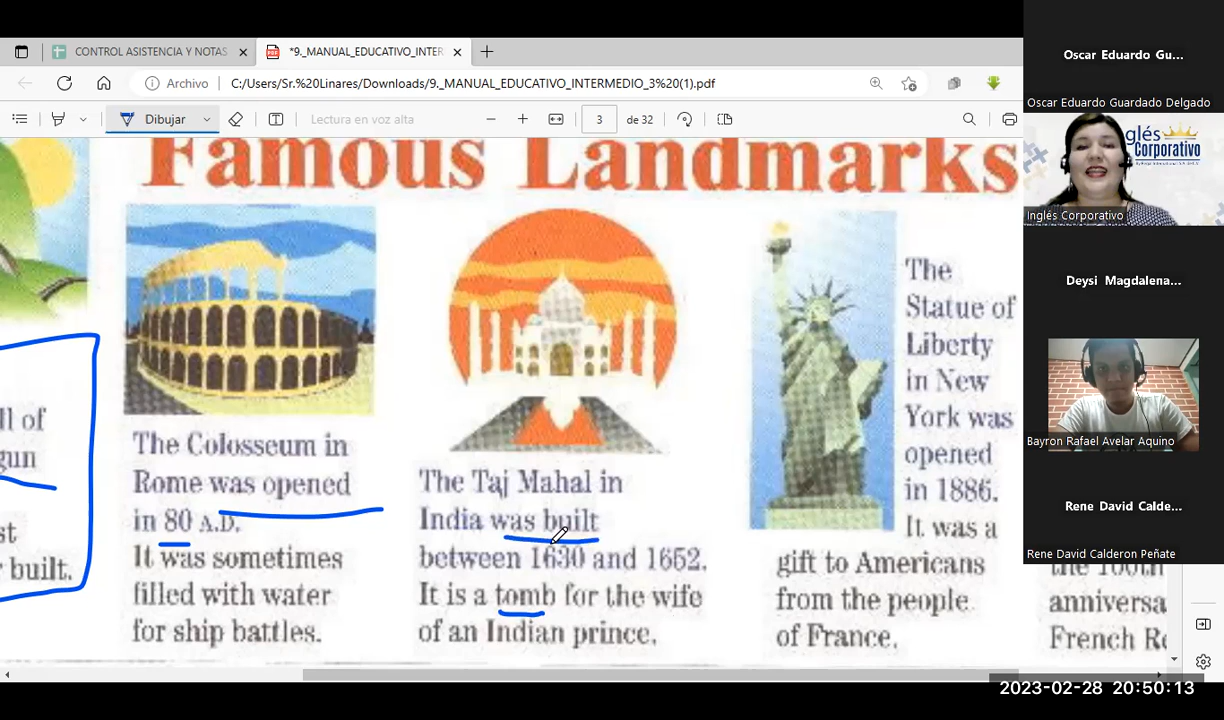 CONTROL ASISTENCIA Y NOTAS
*9._MANUAL_EDUCATIVO_INTER
Archivo
C:/Users/Sr.%20Linares/Downloads/9._MANUAL_EDUCATIVO_INTERMEDIO_3%20(1).pdf
Dibujar
Lectura en voz alta
3
de 32
Famous Landmarks
ll of
gun
st
built.
The Colosseum in
Rome was opened
in 80 A.D.
It was sometimes
filled with water
for ship battles.
The Taj Mahal in
India was built
between 1630 and 1652.
It is a tomb for the wife
of an Indian prince.
The
Statue of
Liberty
in New
York was
opened
in 1886.
It was a
gift to Americans
from the people
of France.
the 100th
anniversa
French Re
Oscar Eduardo Gu...
Oscar Eduardo Guardado Delgado
glés
Corporativo
Inglés Corporativo
Deysi Magdalena...
Bayron Rafael Avelar Aquino
Rene David Calde...
Rene David Calderon Peñate
2023-02-28 20:50:13